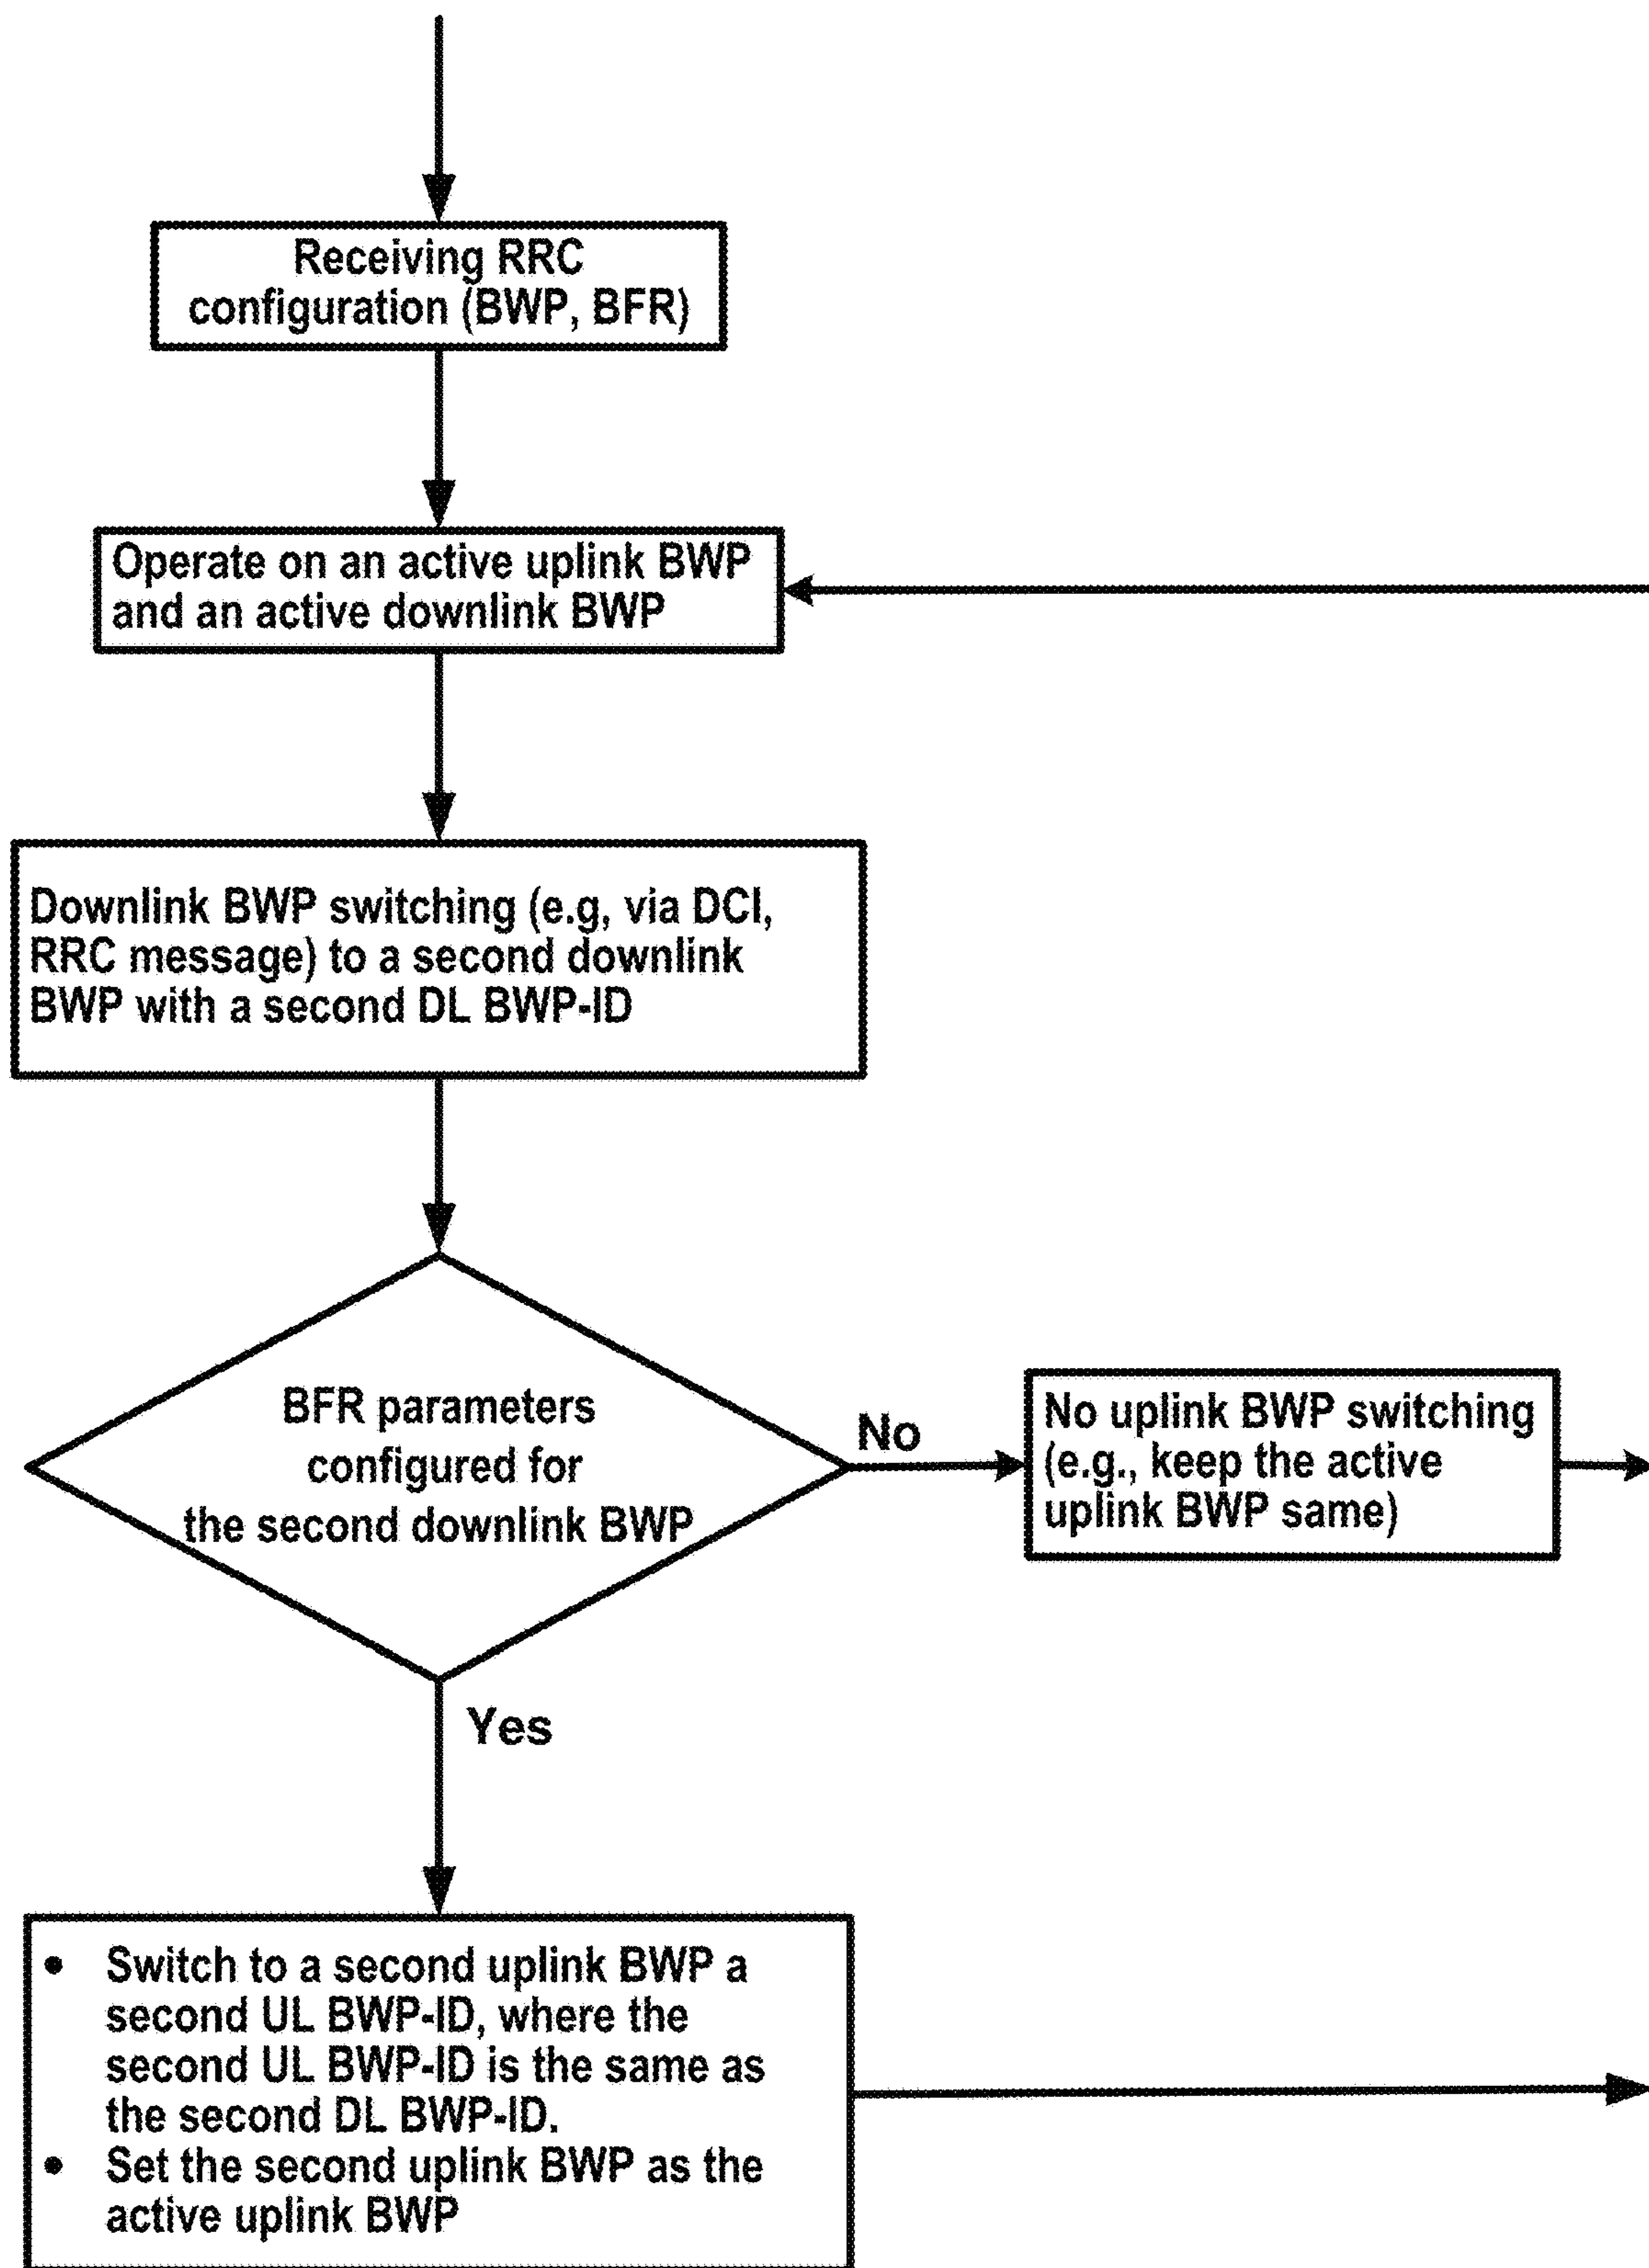 Receiving RRC
configuration (BWP, BFR)
Operate on an active uplink BWP
and an active downlink BWP
Downlink BWP switching (e.g, via DCI,
RRC message) to a second downlink
BWP with a second DL BWP-ID
BFR parameters
configured for
the second downlink BWP
No
No uplink BWP switching
(e.g., keep the active
uplink BWP same)
Yes
• Switch to a second uplink BWP a
second UL BWP-ID, where the
second UL BWP-ID is the same as
the second DL BWP-ID.
• Set the second uplink BWP as the
active uplink BWP